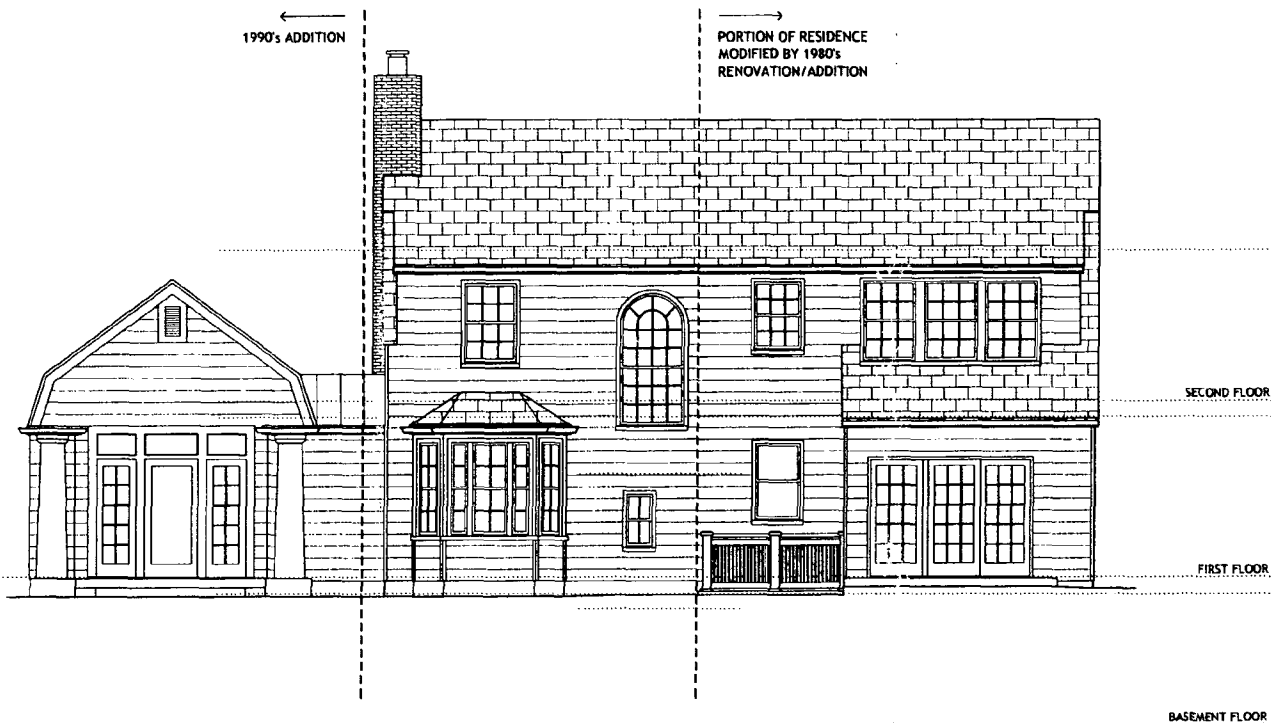 1990's ADDITION
PORTION OF RESIDENCE
MODIFIED BY 1980's
RENOVATION/ADDITION
SECOND FLOOR
FIRST FLOOR
BASEMENT FLOOR